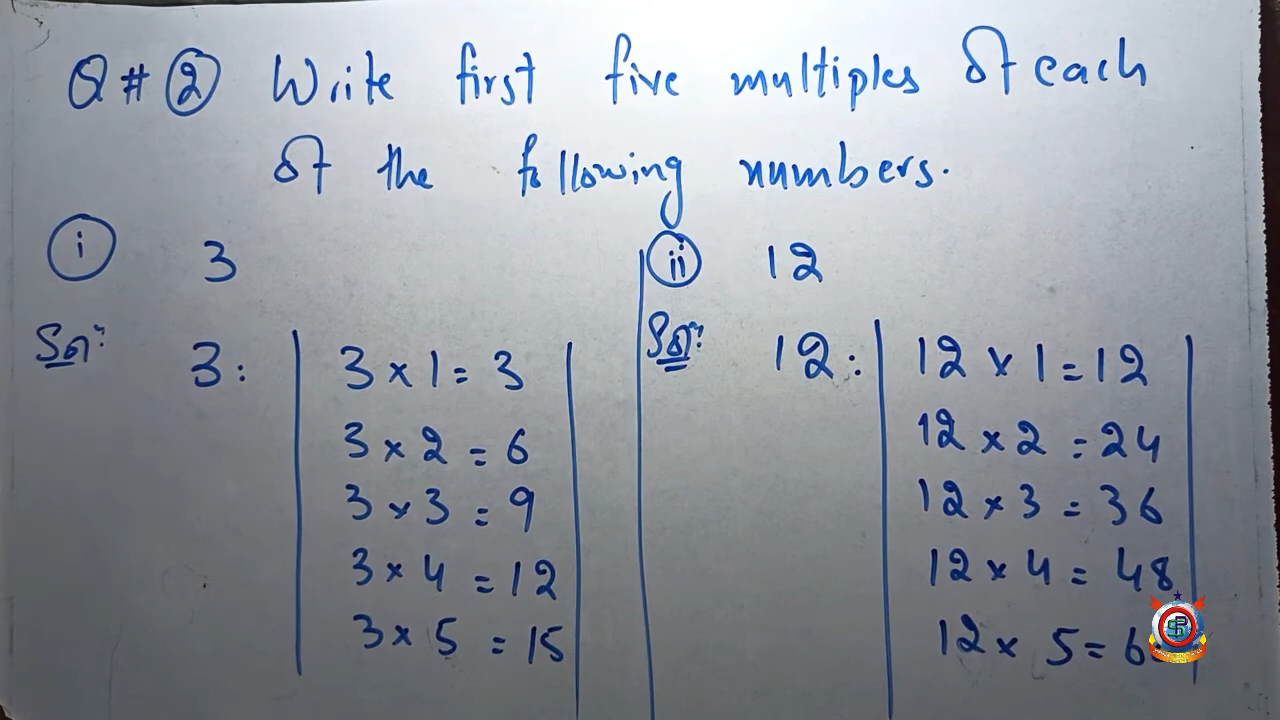 Q # 2 Write first five multiples of each
of the following numbers.
i 3
Sol:
3: 3 x 1 = 3
3 x 2 = 6
3 x 3 = 9
3 x 4 = 12
3 x 5 = 15
ii 12
Sol:
12: 12 x 1 = 12
12 x 2 = 24
12 x 3 = 36
12 x 4 = 48
12 x 5 =